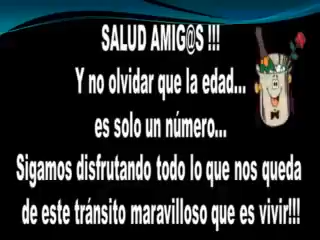 SALUD AMIG@S !!!
Y no olvidar que la edad...
es solo un número...
Sigamos disfrutando todo lo que nos queda
de este tránsito maravilloso que es vivir!!!